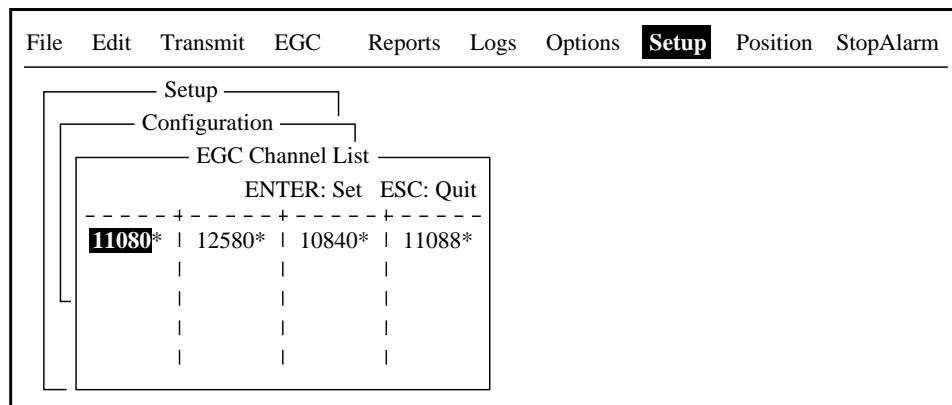 File Edit Transmit EGC Reports Logs Options Setup Position StopAlarm
Setup
Configuration
EGC Channel List
ENTER: Set ESC: Quit
11080* 12580* 10840* 11088*